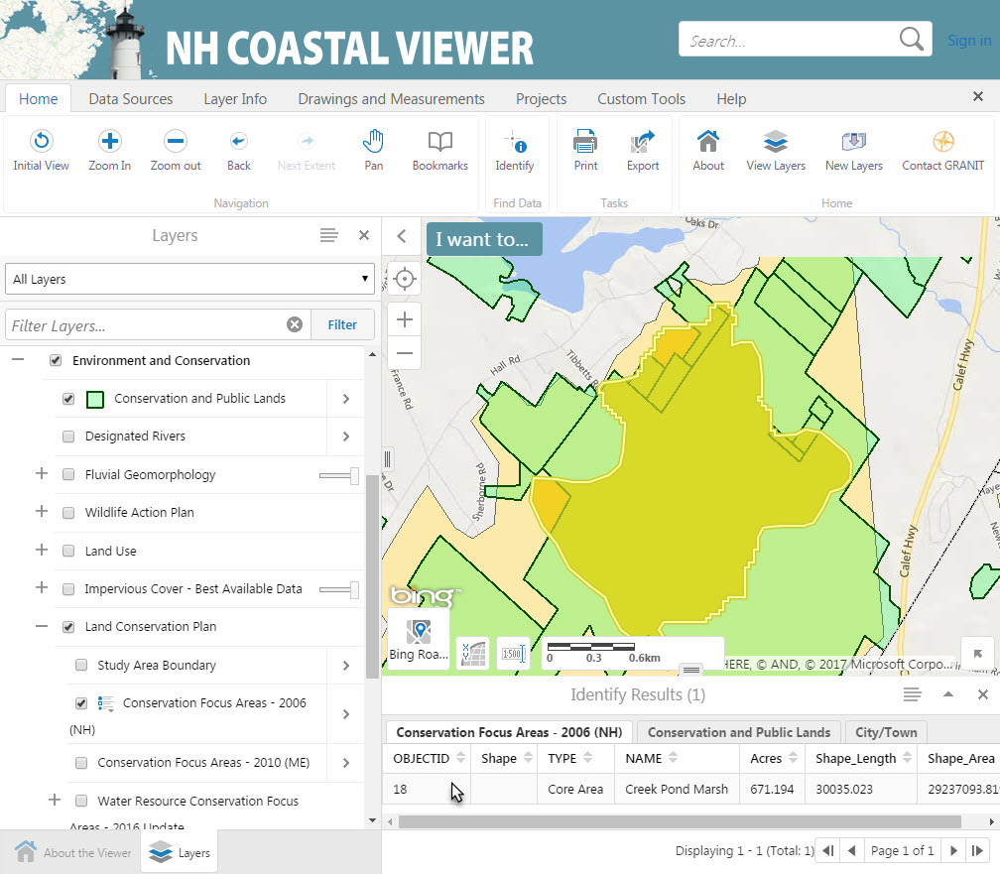 NH COASTAL VIEWER
Search...
Sign in
Home
Data Sources
Layer Info
Drawings and Measurements
Projects
Custom Tools
Help
Initial View
Zoom In
Zoom out
Back
Next Extent
Pan
Bookmarks
Identify
Print
Export
About
View Layers
New Layers
Contact GRANIT
Navigation
Find Data
Tasks
Home
Layers
All Layers
Filter Layers...
Filter
Environment and Conservation
Conservation and Public Lands
Designated Rivers
Fluvial Geomorphology
Wildlife Action Plan
Land Use
Impervious Cover - Best Available Data
Land Conservation Plan
Study Area Boundary
Conservation Focus Areas - 2006
(NH)
Conservation Focus Areas - 2010 (ME)
Water Resource Conservation Focus
Areas - 2016 Update
About the Viewer
Layers
I want to...
Oaks Dr
Hall Rd
Tibbetts R
France Rd
Sherborne Rd
Calef Hwy
Calef Hwy
bing™
Bing Roa...
1:500
0 0.3 0.6km
HERE, © AND, © 2017 Microsoft Corpo...
Identify Results (1)
Conservation Focus Areas - 2006 (NH)
Conservation and Public Lands
City/Town
OBJECTID Shape TYPE NAME Acres Shape_Length Shape_Area
18 Core Area Creek Pond Marsh 671.194 30035.023 29237093.819
Displaying 1 - 1 (Total: 1)
Page 1 of 1